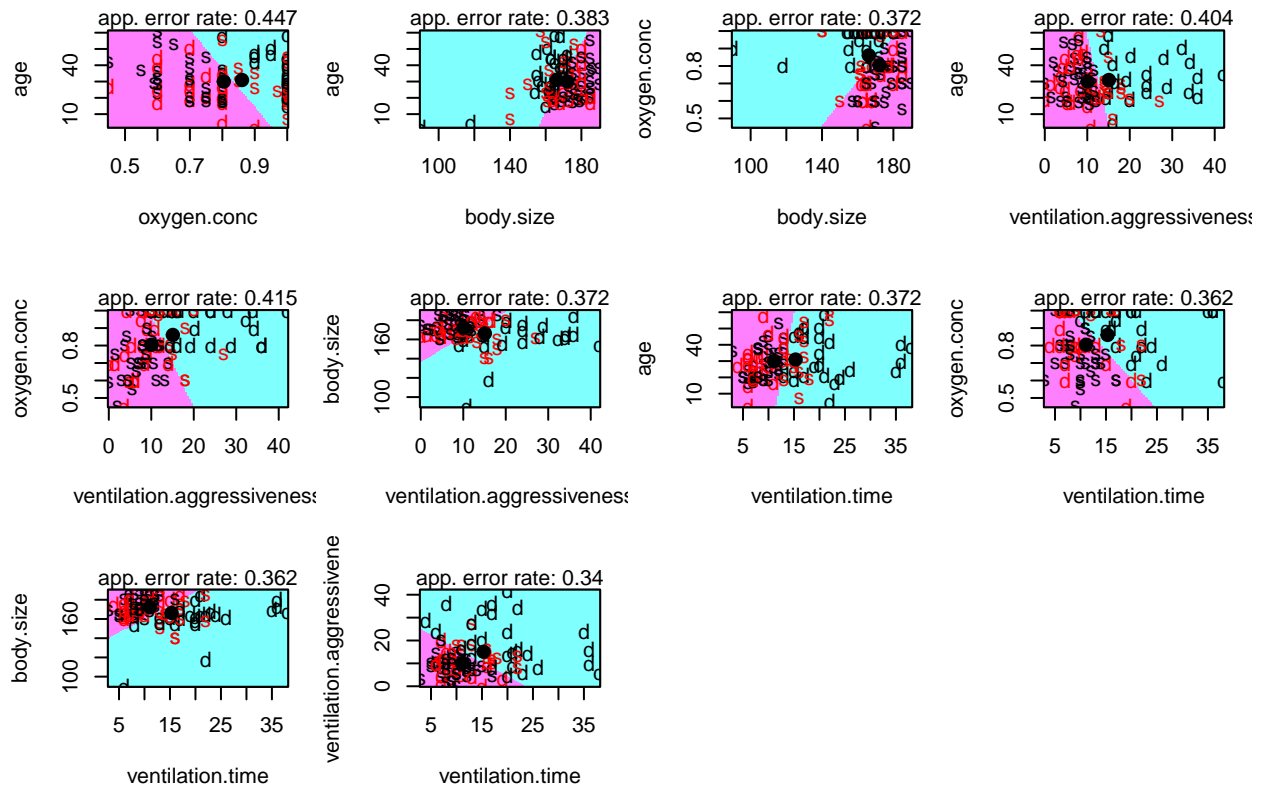 app. error rate: 0.447
age
10
40
0.5
0.7
0.9
oxygen.conc
app. error rate: 0.383
age
10
40
100
140
180
body.size
app. error rate: 0.372
oxygen.conc
0.5
0.8
100
140
180
body.size
app. error rate: 0.404
age
10
40
0
10
20
30
40
ventilation.aggressiveness
app. error rate: 0.415
oxygen.conc
0.5
0.8
0
10
20
30
40
ventilation.aggressiveness
app. error rate: 0.372
body.size
100
160
0
10
20
30
40
ventilation.aggressiveness
app. error rate: 0.372
age
10
40
5
15
25
35
ventilation.time
app. error rate: 0.362
oxygen.conc
0.5
0.8
5
15
25
35
ventilation.time
app. error rate: 0.362
body.size
100
160
5
15
25
35
ventilation.time
app. error rate: 0.34
ventilation.aggressivene
0
20
40
5
15
25
35
ventilation.time